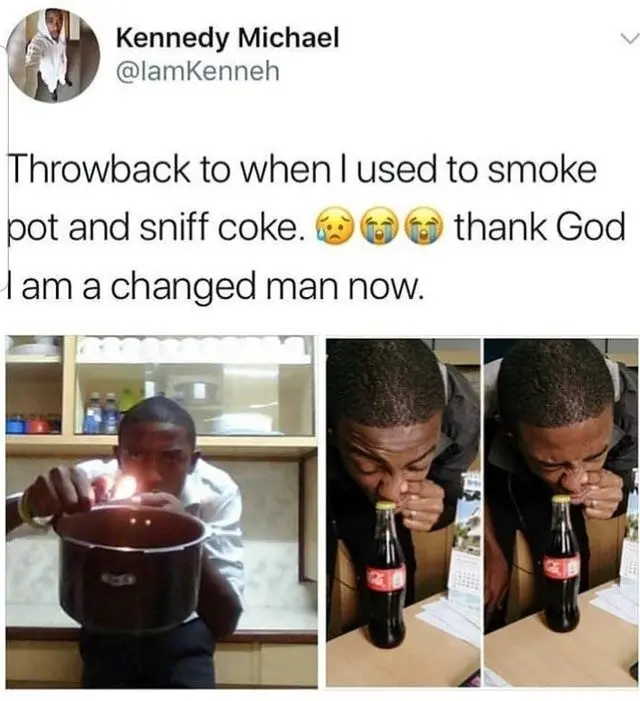 Kennedy Michael
@IamKenneh
Throwback to when I used to smoke
pot and sniff coke. 😥😭😭 thank God
I am a changed man now.